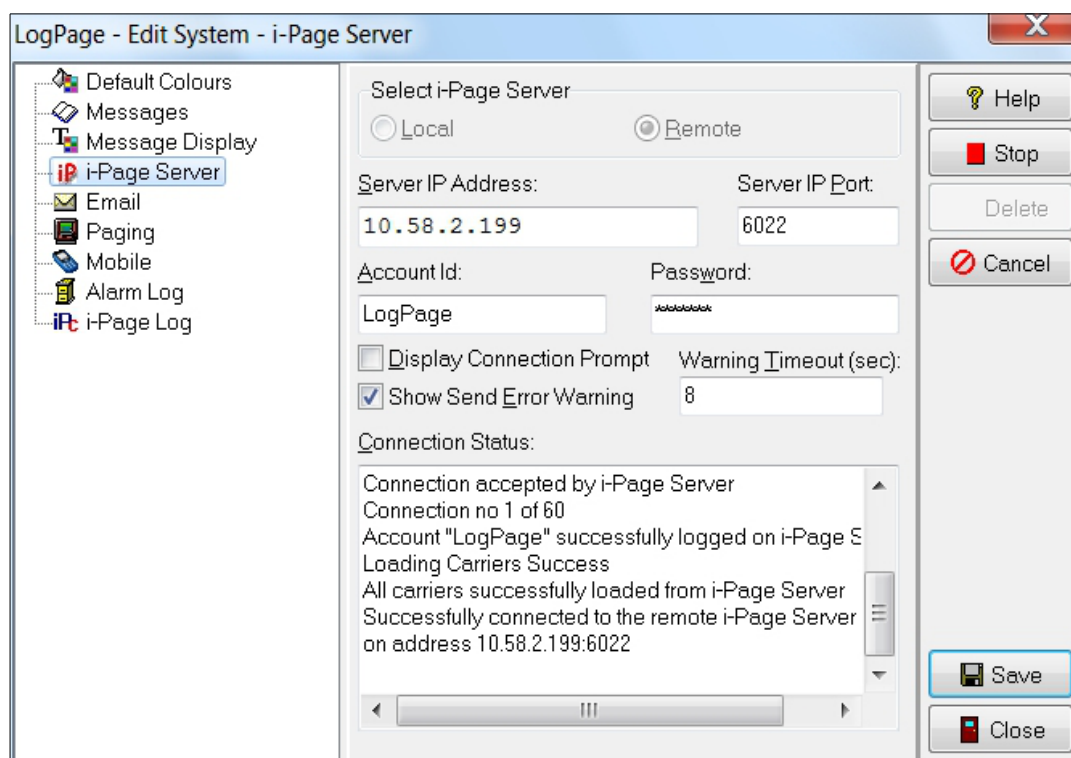 LogPage - Edit System - i-Page Server
X
Default Colours
Messages
Message Display
i-Page Server
Email
Paging
Mobile
Alarm Log
i-Page Log
Select i-Page Server
Local
Remote
Server IP Address:
Server IP Port:
10.58.2.199
6022
Account Id:
Password:
LogPage
********
Display Connection Prompt
Warning Timeout (sec):
Show Send Error Warning
8
Connection Status:
Connection accepted by i-Page Server
Connection no 1 of 60
Account "LogPage" successfully logged on i-Page S
Loading Carriers Success
All carriers successfully loaded from i-Page Server
Successfully connected to the remote i-Page Server
on address 10.58.2.199:6022
Help
Stop
Delete
Cancel
Save
Close